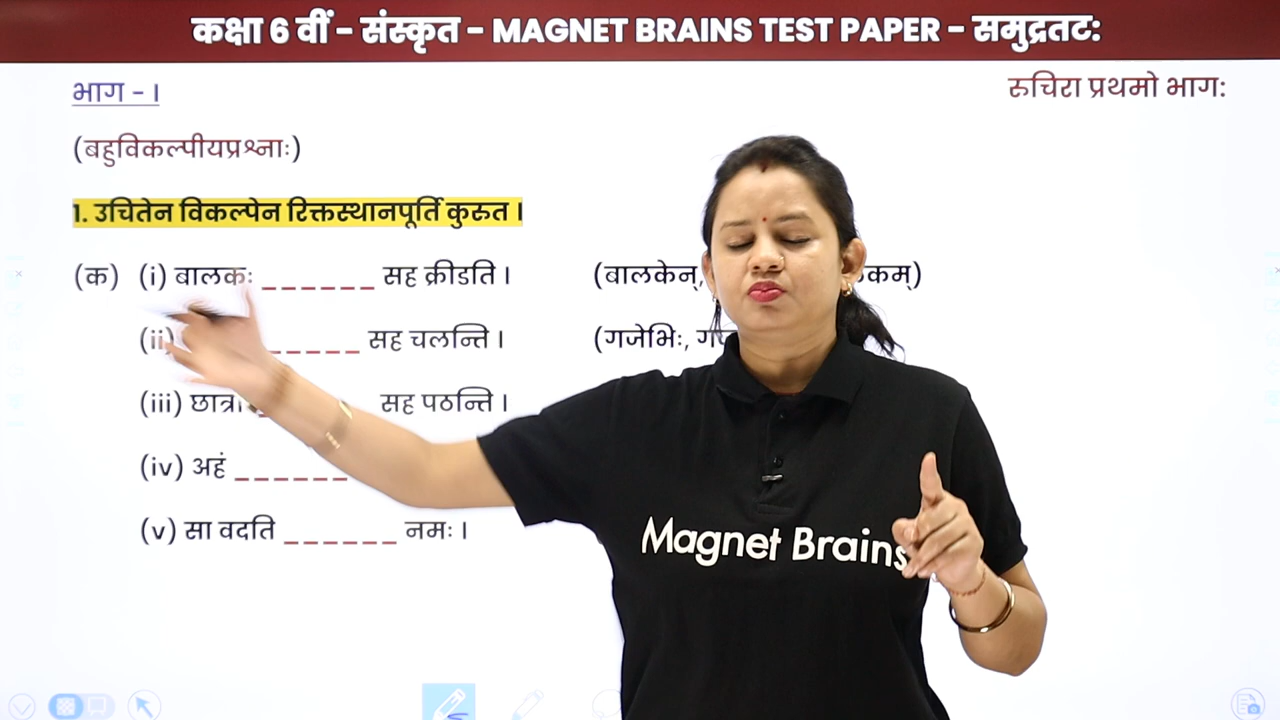 कक्षा 6 वीं - संस्कृत - MAGNET BRAINS TEST PAPER - समुद्रतट:
भाग - I
रुचिरा प्रथमो भाग:
(बहुविकल्पीयप्रश्नाः)
1. उचितेन विकल्पेन रिक्तस्थानपूर्ति कुरुत ।
(क) (i) बालकः ______ सह क्रीडति । (बालकेन्,
(ii) _____ सह चलन्ति । (गजेभिः,
(iii) सह पठन्ति ।
(iv) अहं ______
(v) सा वदति ______ नमः ।
Magnet Brains